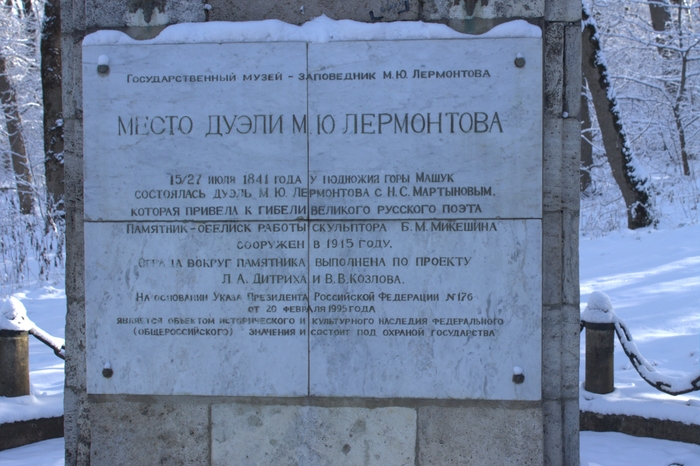 Государственный музей - заповедник М.Ю. Лермонтова
Место дуэли М.Ю Лермонтова
15/27 июля 1841 года у подножия горы Машук
состоялась дуэль М.Ю. Лермонтова с Н.С. Мартыновым,
которая привела к гибели великого русского поэта
Памятник-обелиск работы скульптора Б.М. Микешина
сооружен в 1915 году.
Ограда вокруг памятника выполнена по проекту
Л.А. Дитриха и В.В. Козлова.
На основании Указа Президента Российской Федерации №176
от 20 февраля 1995 года
является объектом исторического и культурного наследия федерального
(общероссийского) значения и состоит под охраной государства